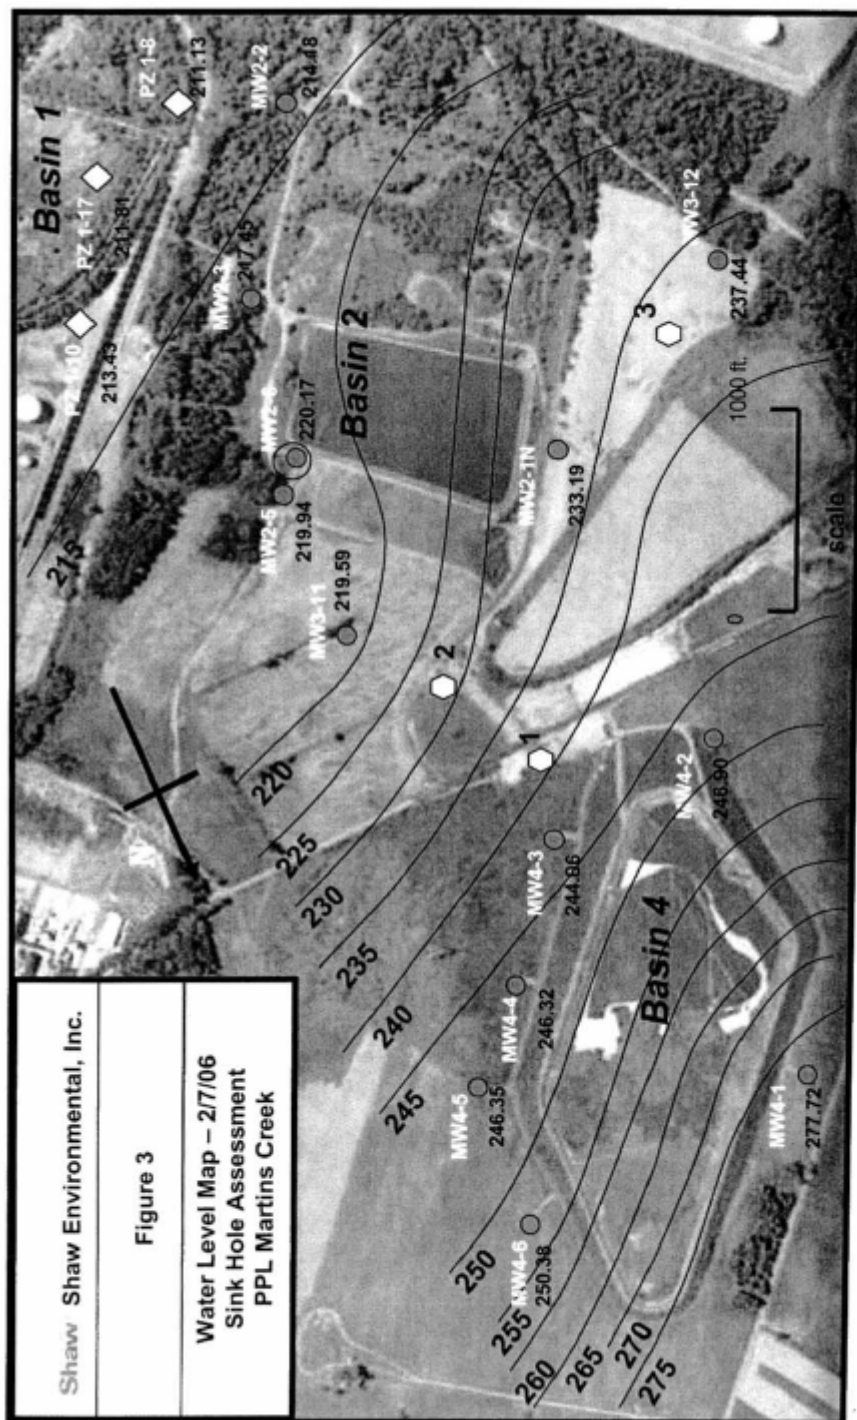 Shaw Shaw Environmental, Inc.
Figure 3
Water Level Map – 2/7/06
Sink Hole Assessment
PPL Martins Creek
N
Basin 1
PZ 1-8
211.13
PZ 1-17
211.81
213.43
MW2-2
214.48
MW2-3
217.45
MW2-5
219.94
220.17
Basin 2
MW3-11
219.59
MW2-1N
233.19
237.44
1
2
3
MW4-3
244.86
MW4-2
246.90
MW4-4
246.32
MW4-5
246.35
MW4-6
250.38
MW4-1
277.72
Basin 4
215
220
225
230
235
240
245
250
255
260
265
270
275
0
1000 ft.
scale